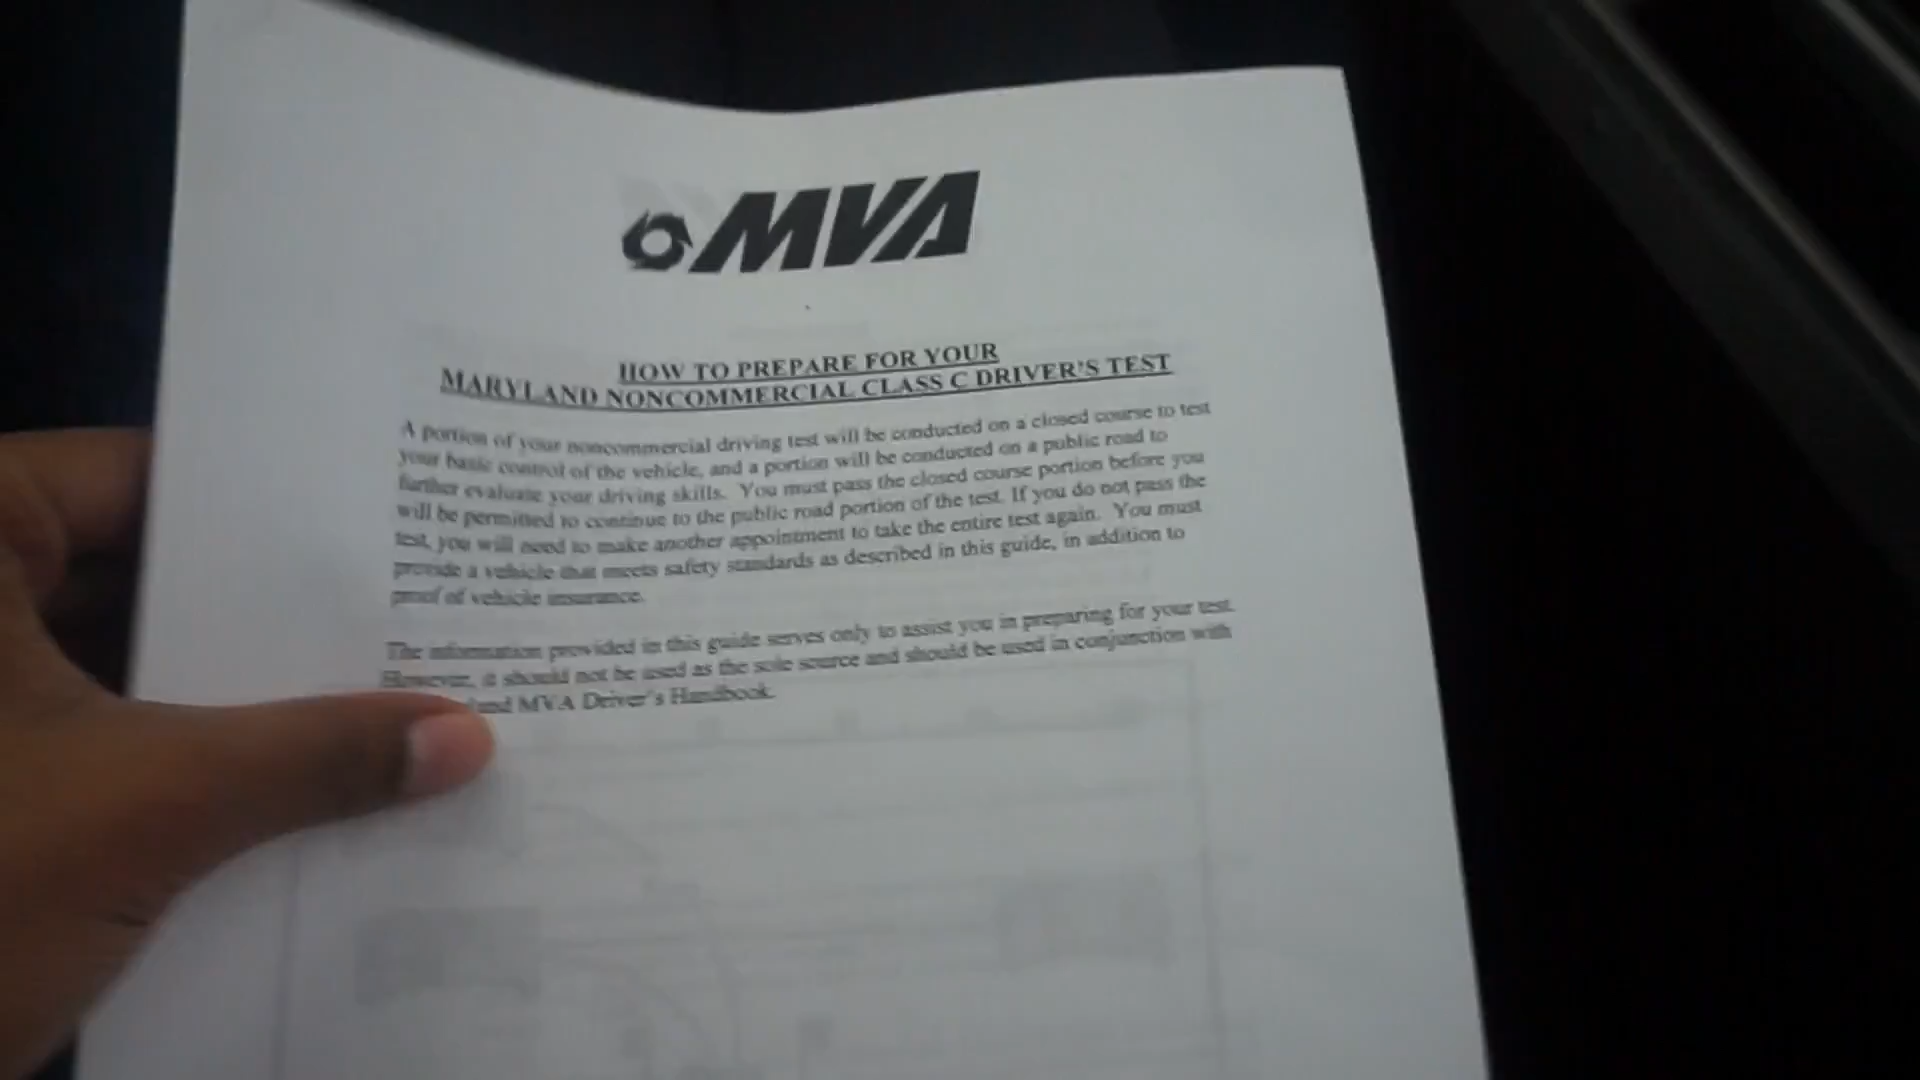 MVA
HOW TO PREPARE FOR YOUR
MARYLAND NONCOMMERCIAL CLASS C DRIVER'S TEST
A portion of your noncommercial driving test will be conducted on a closed course to test
your basic control of the vehicle, and a portion will be conducted on a public road to
further evaluate your driving skills. You must pass the closed course portion before you
will be permitted to continue to the public road portion of the test. If you do not pass the
test, you will need to make another appointment to take the entire test again. You must
provide a vehicle that meets safety standards as described in this guide, in addition to
proof of vehicle insurance.
The information provided in this guide serves only to assist you in preparing for your test.
However, it should not be used as the sole source and should be used in conjunction with
land MVA Driver's Handbook.